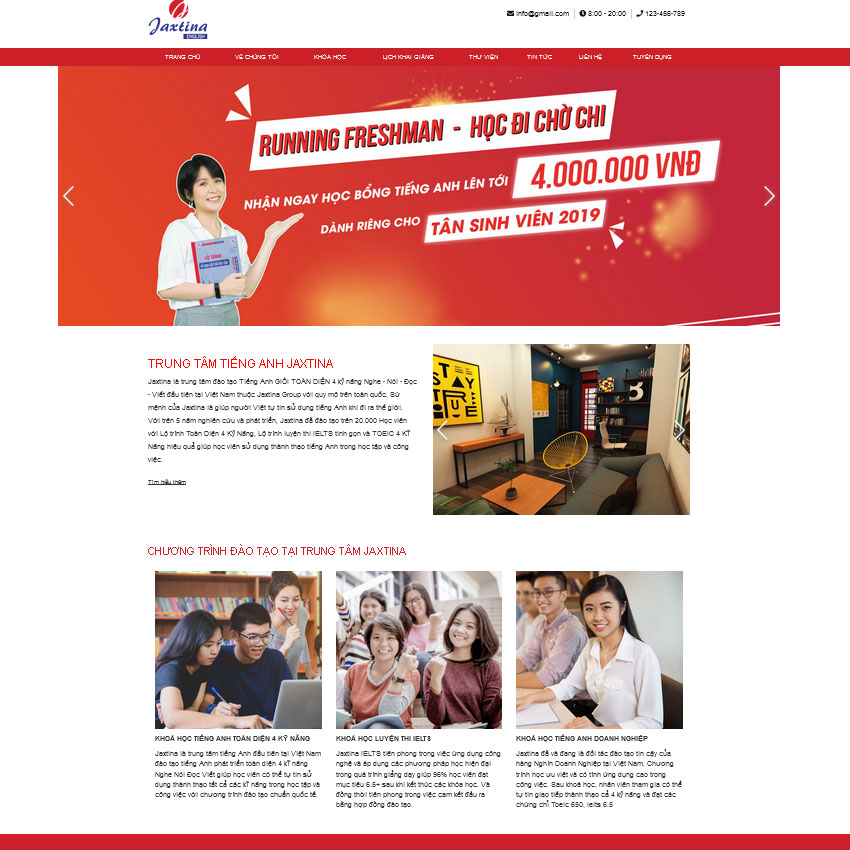 Jaxtina
ENGLISH
info@gmail.com
8:00 - 20:00
123-456-789
TRANG CHỦ
VỀ CHÚNG TÔI
KHÓA HỌC
LỊCH KHAI GIẢNG
THƯ VIỆN
TIN TỨC
LIÊN HỆ
TUYỂN DỤNG
RUNNING FRESHMAN - HỌC ĐI CHỜ CHI
NHẬN NGAY HỌC BỔNG TIẾNG ANH LÊN TỚI 4.000.000 VNĐ
DÀNH RIÊNG CHO TÂN SINH VIÊN 2019
LỘ TRÌNH
TRUNG TÂM TIẾNG ANH JAXTINA
Jaxtina là trung tâm đào tạo Tiếng Anh GIỎI TOÀN DIỆN 4 kỹ năng Nghe - Nói - Đọc
- Viết đầu tiên tại Việt Nam thuộc Jaxtina Group với quy mô trên toàn quốc. Sứ
mệnh của Jaxtina là giúp người Việt tự tin sử dụng tiếng Anh khi đi ra thế giới.
Với trên 5 năm nghiên cứu và phát triển, Jaxtina đã đào tạo trên 20.000 Học viên
với Lộ trình Toàn Diện 4 Kỹ Năng, Lộ trình luyện thi IELTS tinh gọn và TOEIC 4 KT
Năng hiệu quả giúp học viên sử dụng thành thạo tiếng Anh trong học tập và công
việc.
Tìm hiểu thêm
STAY
TRUE
CHƯƠNG TRÌNH ĐÀO TẠO TẠI TRUNG TÂM JAXTINA
KHOÁ HỌC TIẾNG ANH TOÀN DIỆN 4 KỸ NĂNG
Jaxtina là trung tâm tiếng Anh đầu tiên tại Việt Nam
đào tạo tiếng Anh phát triển toàn diện 4 kĩ năng
Nghe Nói Đọc Viết giúp học viên có thể tự tin sử
dụng thành thạo tất cả các kĩ năng trong học tập và
công việc với chương trình đào tạo chuẩn quốc tế.
KHOÁ HỌC LUYỆN THI IELTS
Jaxtina IELTS tiên phong trong việc ứng dụng công
nghệ và áp dụng các phương pháp học hiện đại
trong quá trình giảng dạy giúp 96% học viên đạt
mục tiêu 6.5+ sau khi kết thúc các khóa học. Và
đồng thời tiên phong trong việc cam kết đầu ra
bằng hợp đồng đào tạo.
KHOÁ HỌC TIẾNG ANH DOANH NGHIỆP
Jaxtina đã và đang là đối tác đào tạo tin cậy của
hàng Nghìn Doanh Nghiệp tại Việt Nam. Chương
trình học ưu việt và có tính ứng dụng cao trong
công việc. Sau khoá học, nhân viên tham gia có thể
tự tin giao tiếp thành thạo cả 4 kỹ năng và đạt các
chứng chỉ Toeic 650, ielts 6.5